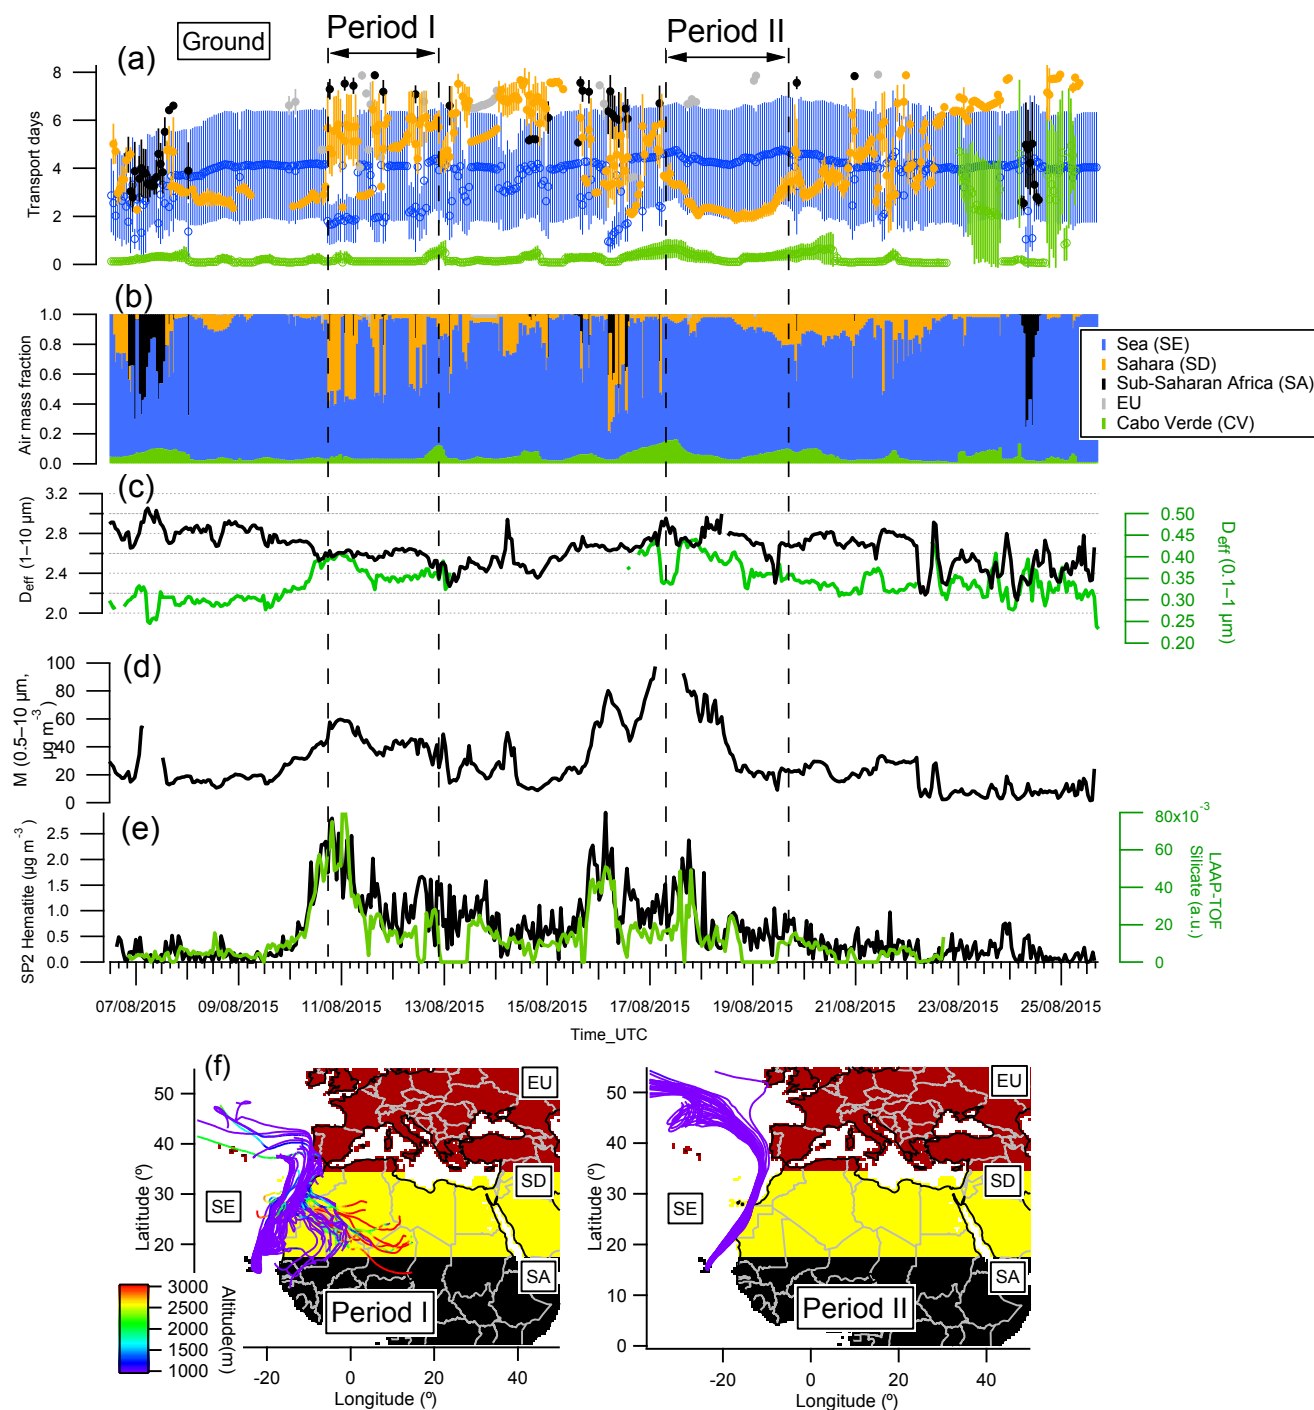 Ground
Period I
Period II
(a)
8
6
4
2
0
Transport days
(b)
1.0
0.8
0.6
0.4
0.2
0.0
Air mass fraction
Sea (SE)
Sahara (SD)
Sub-Saharan Africa (SA)
EU
Cabo Verde (CV)
(c)
3.2
2.8
2.4
2.0
Deff (1–10 µm)
0.50
0.45
0.40
0.35
0.30
0.25
0.20
Deff (0.1–1 µm)
(d)
100
80
60
40
20
0
M (0.5–10 µm,
µg m-3)
(e)
2.5
2.0
1.5
1.0
0.5
0.0
SP2 Hematite (µg m-3)
80x10-3
60
40
20
0
LAAP-TOF
Silicate (a.u.)
07/08/2015 09/08/2015 11/08/2015 13/08/2015 15/08/2015 17/08/2015 19/08/2015 21/08/2015 23/08/2015 25/08/2015
Time_UTC
(f)
50
40
30
20
Latitude (º)
EU
SD
SE
SA
Period I
3000
2500
2000
1500
1000
Altitude(m)
-20 0 20 40
Longitude (º)
50
40
30
20
10
0
Latitude (º)
EU
SD
SE
SA
Period II
-20 0 20 40
Longitude (º)